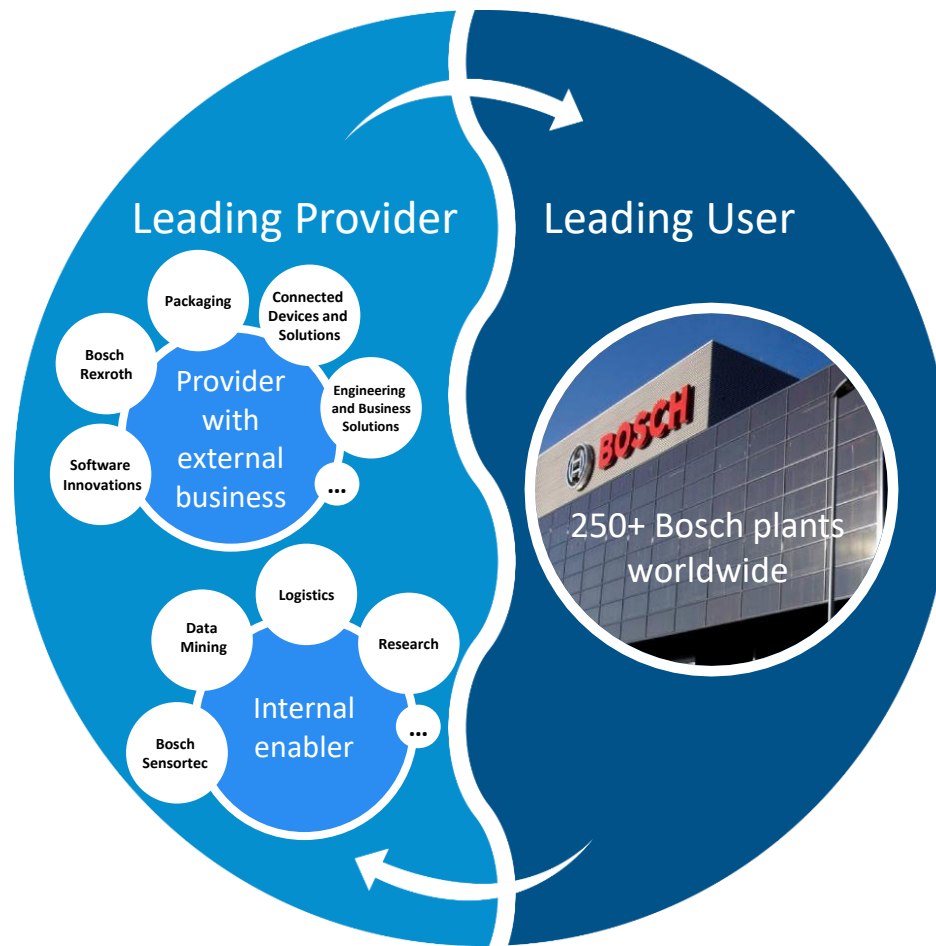 Leading Provider
Leading User
Packaging
Connected
Devices and
Solutions
Bosch
Rexroth
Engineering
and Business
Solutions
Software
Innovations
...
Provider
with
external
business
BOSCH
250+ Bosch plants
worldwide
Logistics
Data
Mining
Research
Bosch
Sensortec
...
Internal
enabler